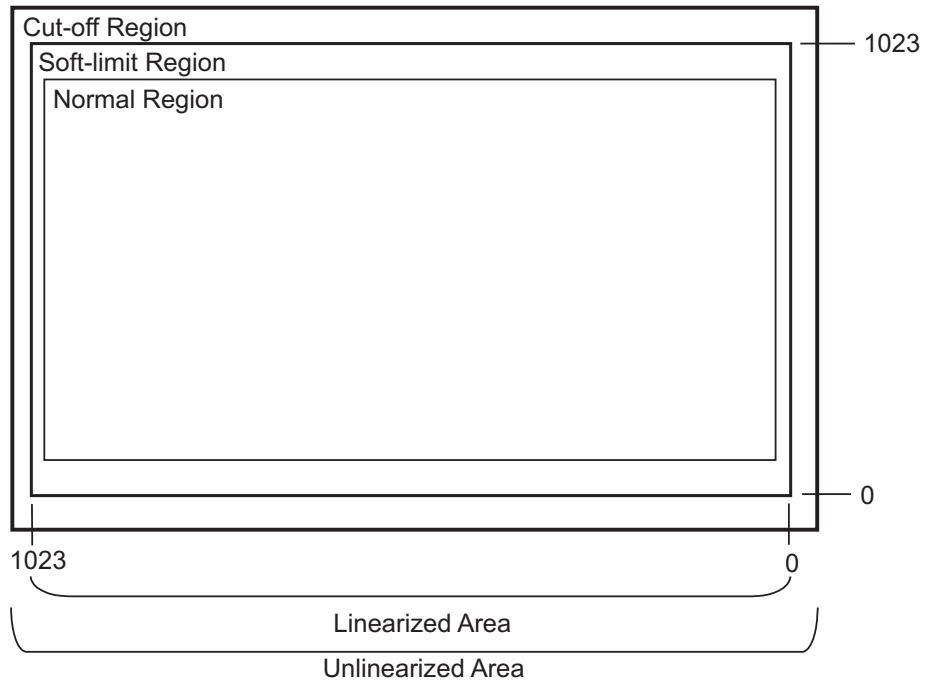 Cut-off Region
1023
Soft-limit Region
Normal Region
0
1023
0
Linearized Area
Unlinearized Area